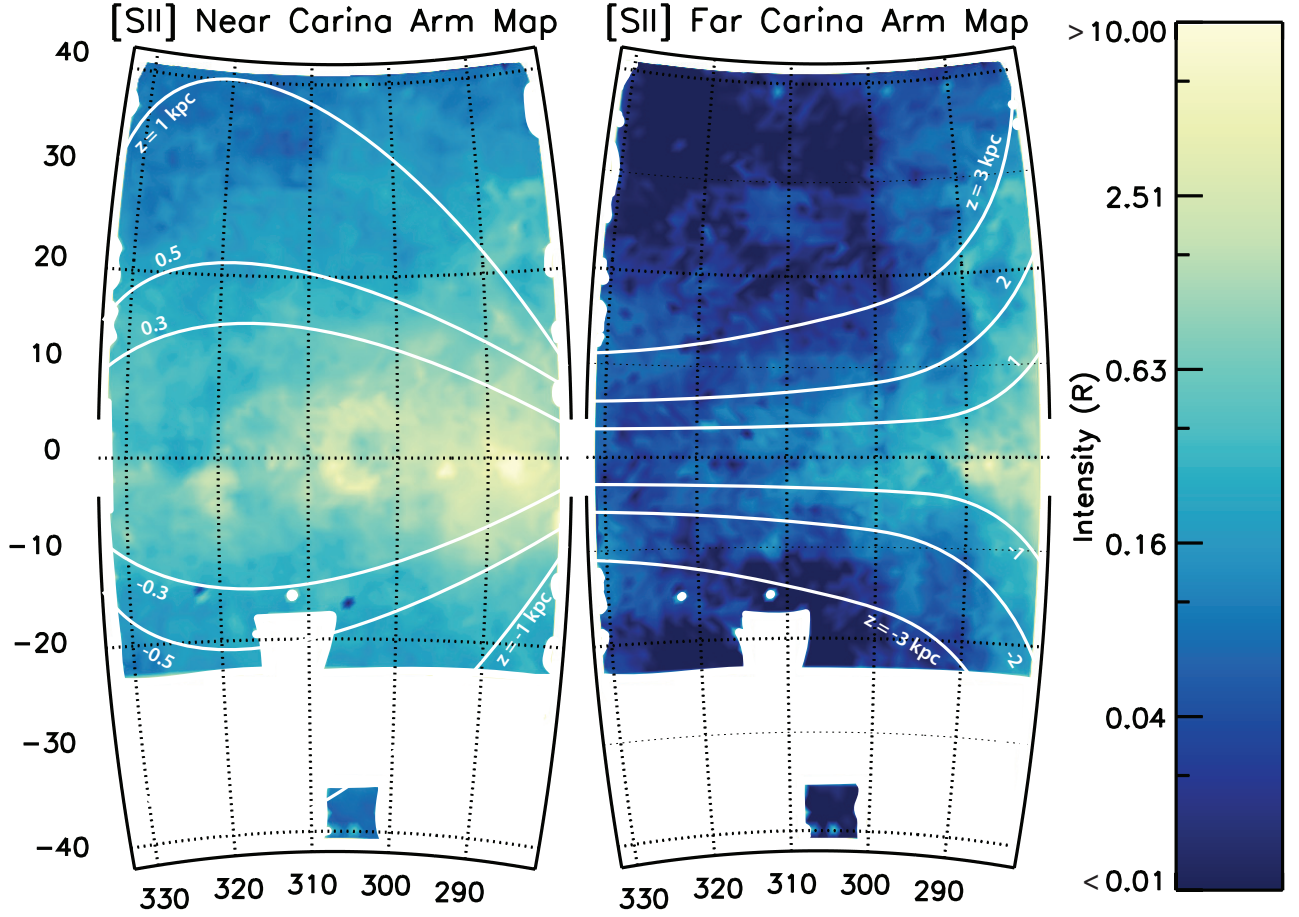 [SII] Near Carina Arm Map
[SII] Far Carina Arm Map
40
30
20
10
0
−10
−20
−30
−40
z = 1 kpc
0.5
0.3
-0.3
-0.5
z = -1 kpc
330 320 310 300 290
z = 3 kpc
2
1
-1
-2
z = -3 kpc
330 320 310 300 290
>10.00
2.51
0.63
0.16
0.04
<0.01
Intensity (R)